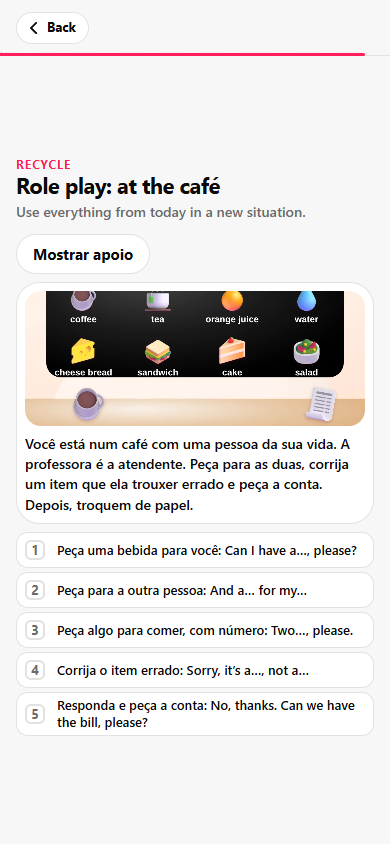 Back
RECYCLE
Role play: at the café
Use everything from today in a new situation.
Mostrar apoio
coffee tea orange juice water
cheese bread sandwich cake salad
Você está num café com uma pessoa da sua vida. A
professora é a atendente. Peça para as duas, corrija
um item que ela trouxer errado e peça a conta.
Depois, troquem de papel.
1 Peça uma bebida para você: Can I have a..., please?
2 Peça para a outra pessoa: And a... for my...
3 Peça algo para comer, com número: Two..., please.
4 Corrija o item errado: Sorry, it’s a..., not a...
5 Responda e peça a conta: No, thanks. Can we have
the bill, please?